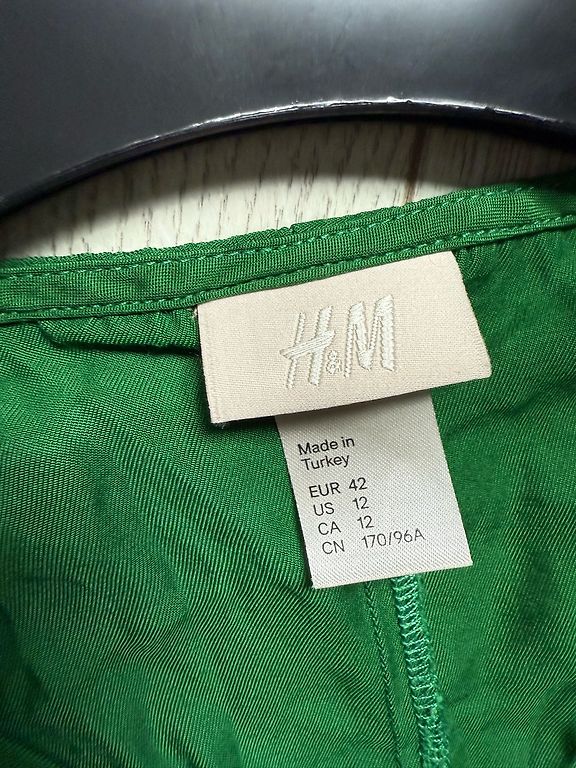 H&M
Made in
Turkey
EUR 42
US 12
CA 12
CN 170/96A